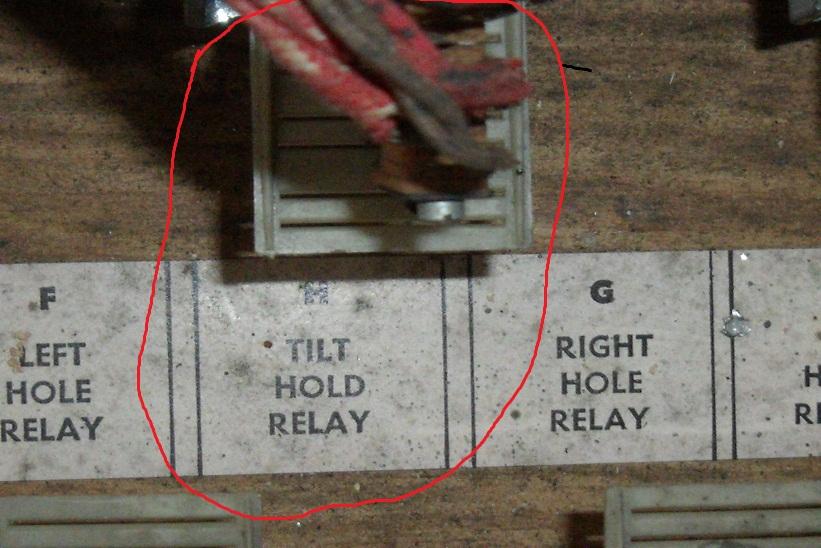 F
LEFT
HOLE
RELAY
H
TILT
HOLD
RELAY
G
RIGHT
HOLE
RELAY